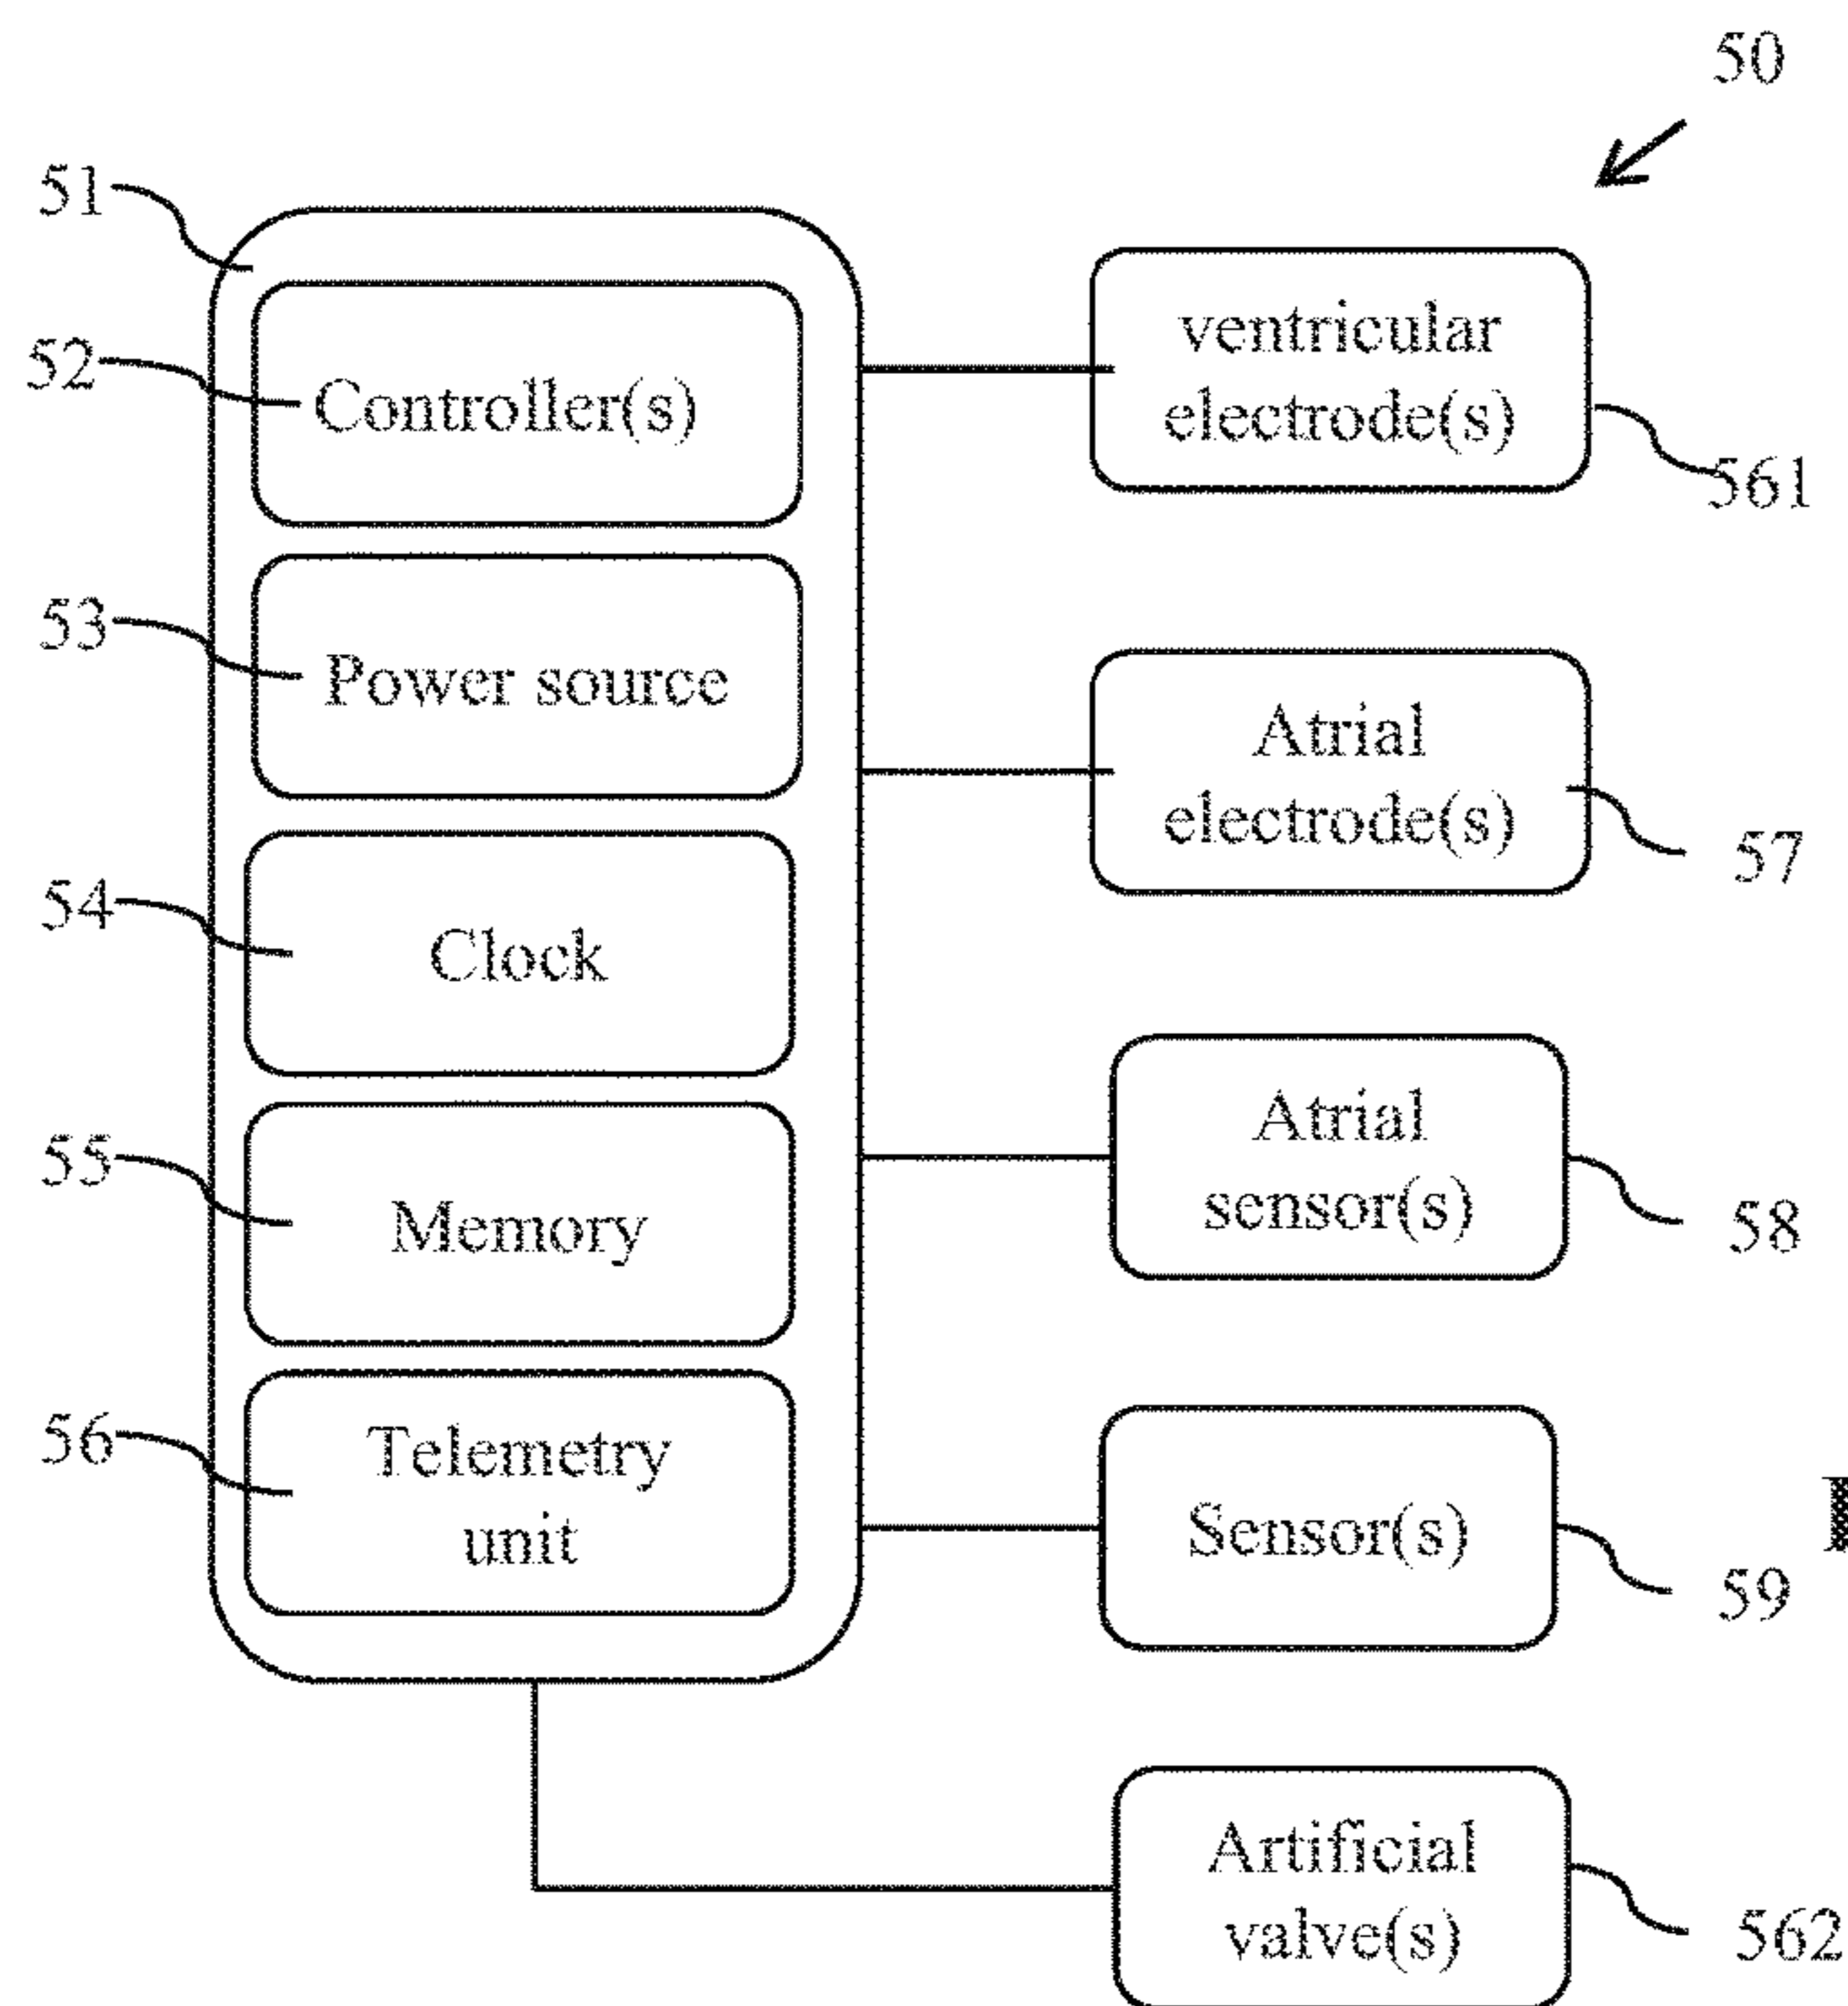 50
51
52
Controller(s)
53
Power source
54
Clock
55
Memory
56
Telemetry
unit
ventricular
electrode(s)
561
Atrial
electrode(s)
57
Atrial
sensor(s)
58
Sensor(s)
59
Artificial
valve(s)
562